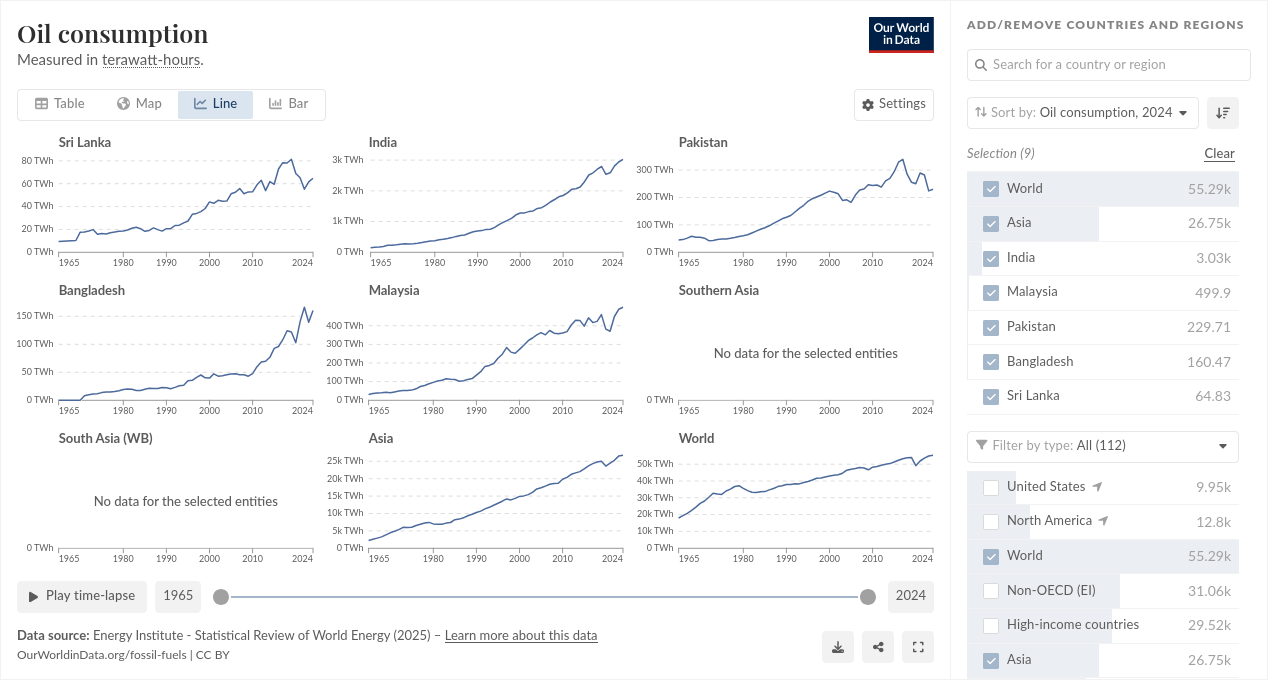 Oil consumption
Measured in terawatt-hours.
Our World
in Data
Table
Map
Line
Bar
Settings
Sri Lanka
80 TWh
60 TWh
40 TWh
20 TWh
0 TWh
1965 1980 1990 2000 2010 2024
India
3k TWh
2k TWh
1k TWh
0 TWh
1965 1980 1990 2000 2010 2024
Pakistan
300 TWh
200 TWh
100 TWh
0 TWh
1965 1980 1990 2000 2010 2024
Bangladesh
150 TWh
100 TWh
50 TWh
0 TWh
1965 1980 1990 2000 2010 2024
Malaysia
400 TWh
300 TWh
200 TWh
100 TWh
0 TWh
1965 1980 1990 2000 2010 2024
Southern Asia
No data for the selected entities
0 TWh
1965 1980 1990 2000 2010 2024
South Asia (WB)
No data for the selected entities
0 TWh
1965 1980 1990 2000 2010 2024
Asia
25k TWh
20k TWh
15k TWh
10k TWh
5k TWh
0 TWh
1965 1980 1990 2000 2010 2024
World
50k TWh
40k TWh
30k TWh
20k TWh
10k TWh
0 TWh
1965 1980 1990 2000 2010 2024
Play time-lapse
1965
2024
Data source: Energy Institute - Statistical Review of World Energy (2025) – Learn more about this data
OurWorldinData.org/fossil-fuels | CC BY
ADD/REMOVE COUNTRIES AND REGIONS
Search for a country or region
Sort by: Oil consumption, 2024
Selection (9)
Clear
World 55.29k
Asia 26.75k
India 3.03k
Malaysia 499.9
Pakistan 229.71
Bangladesh 160.47
Sri Lanka 64.83
Filter by type: All (112)
United States 9.95k
North America 12.8k
World 55.29k
Non-OECD (EI) 31.06k
High-income countries 29.52k
Asia 26.75k